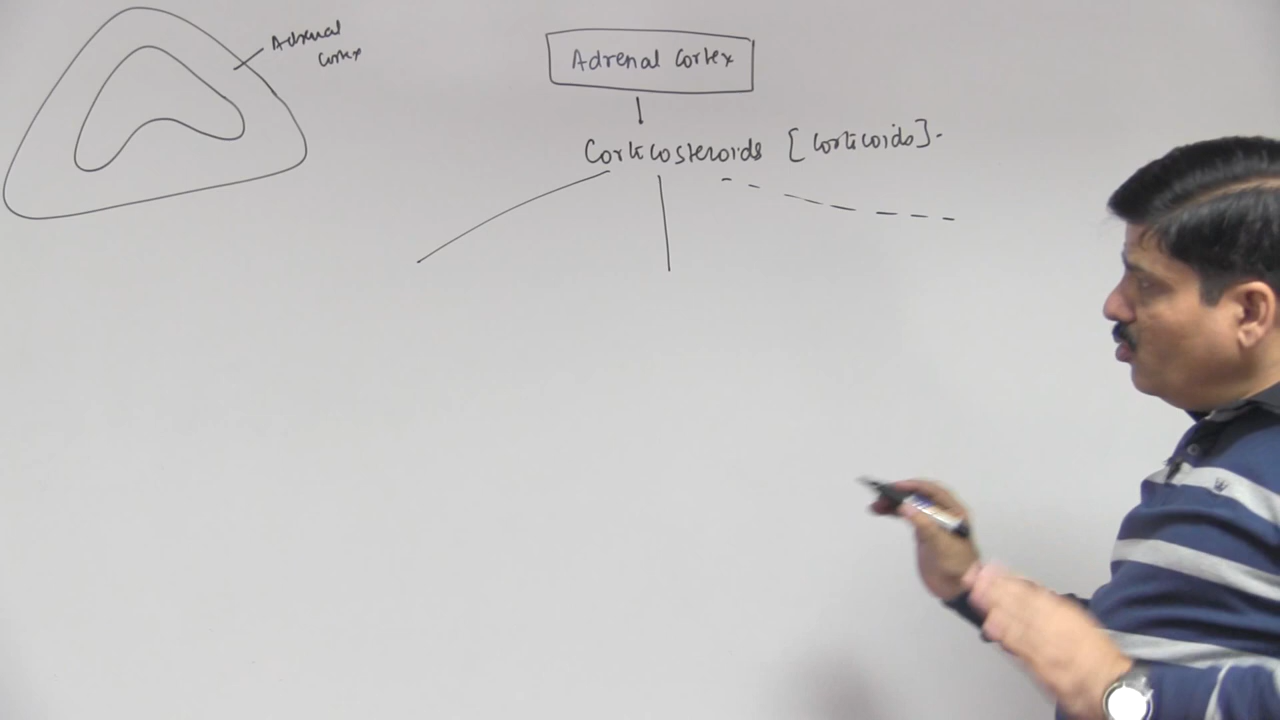 Adrenal
Cortex
Adrenal Cortex
Corticosteroids [Corticoids].